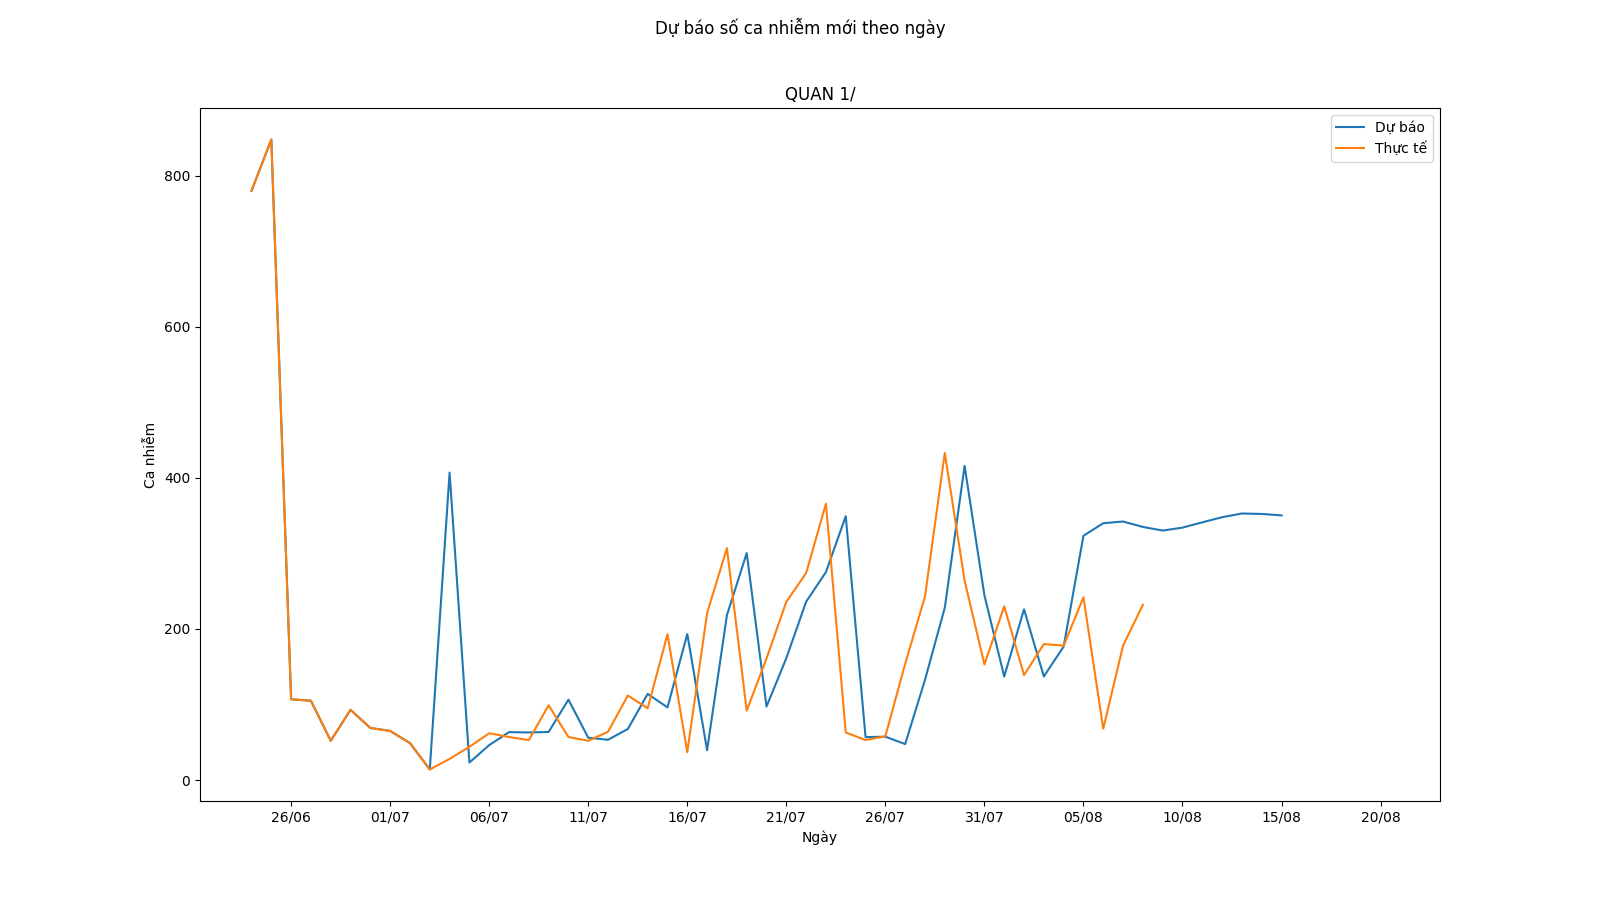 Dự báo số ca nhiễm mới theo ngày
QUAN 1/
Dự báo
Thực tế
800
600
400
200
0
Ca nhiễm
26/06 01/07 06/07 11/07 16/07 21/07 26/07 31/07 05/08 10/08 15/08 20/08
Ngày